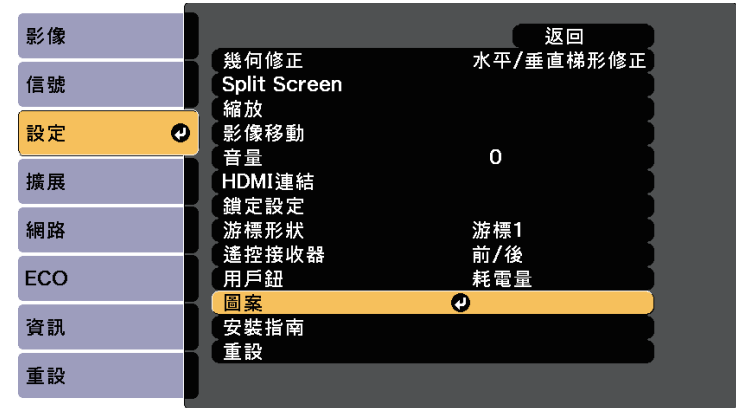 影像
信號
設定
擴展
網路
ECO
資訊
重設
返回
幾何修正 水平/垂直梯形修正
Split Screen
縮放
影像移動
音量 0
HDMI連結
鎖定設定
游標形狀 游標1
遙控接收器 前/後
用戶鈕 耗電量
圖案
安裝指南
重設